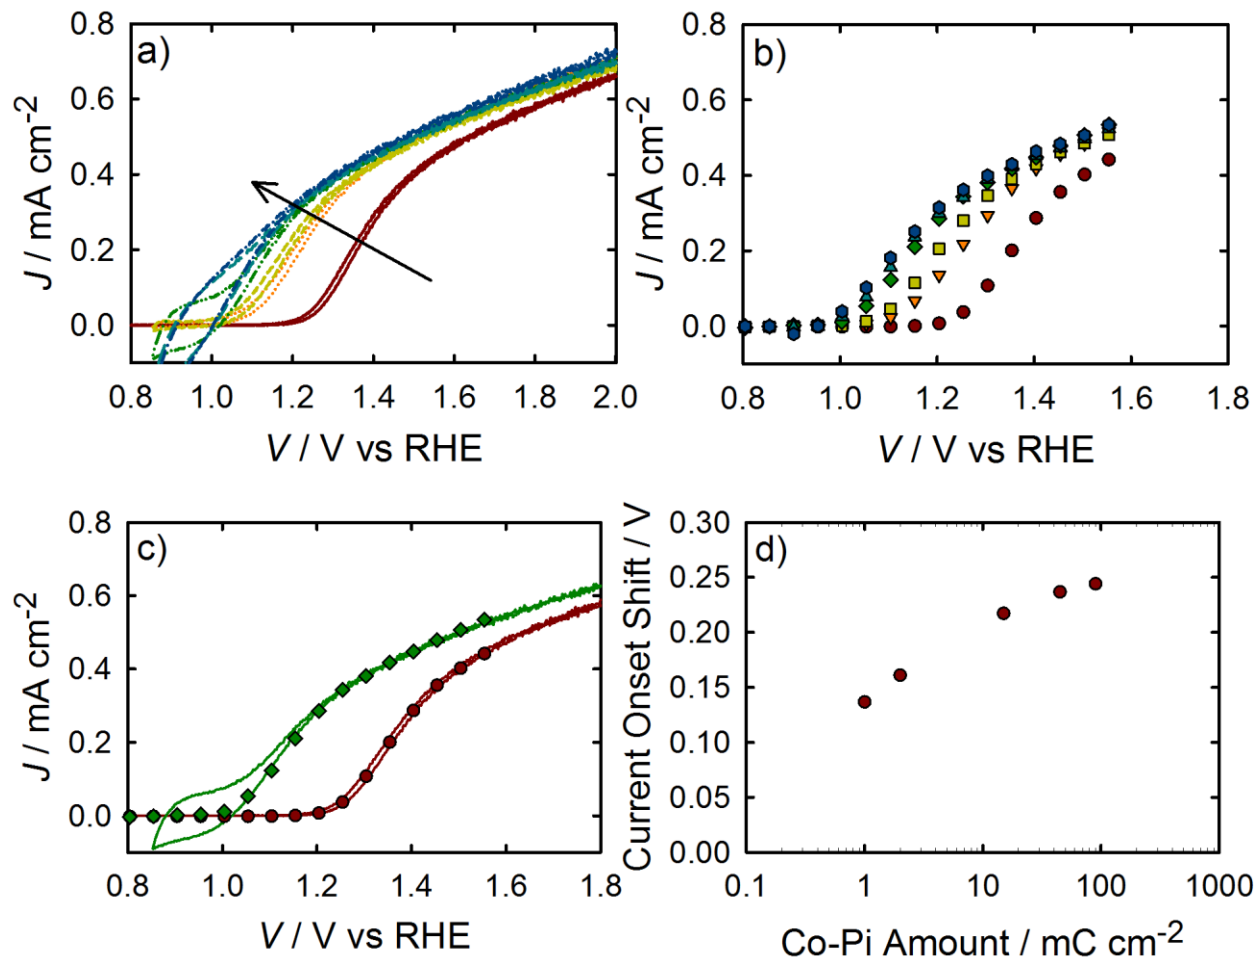 a)
0.8
0.6
0.4
0.2
0.0
J / mA cm-2
0.8 1.0 1.2 1.4 1.6 1.8 2.0
V / V vs RHE
b)
0.8
0.6
0.4
0.2
0.0
J / mA cm-2
0.8 1.0 1.2 1.4 1.6 1.8
V / V vs RHE
c)
0.8
0.6
0.4
0.2
0.0
J / mA cm-2
0.8 1.0 1.2 1.4 1.6 1.8
V / V vs RHE
d)
0.30
0.25
0.20
0.15
0.10
0.05
0.00
Current Onset Shift / V
0.1 1 10 100 1000
Co-Pi Amount / mC cm-2